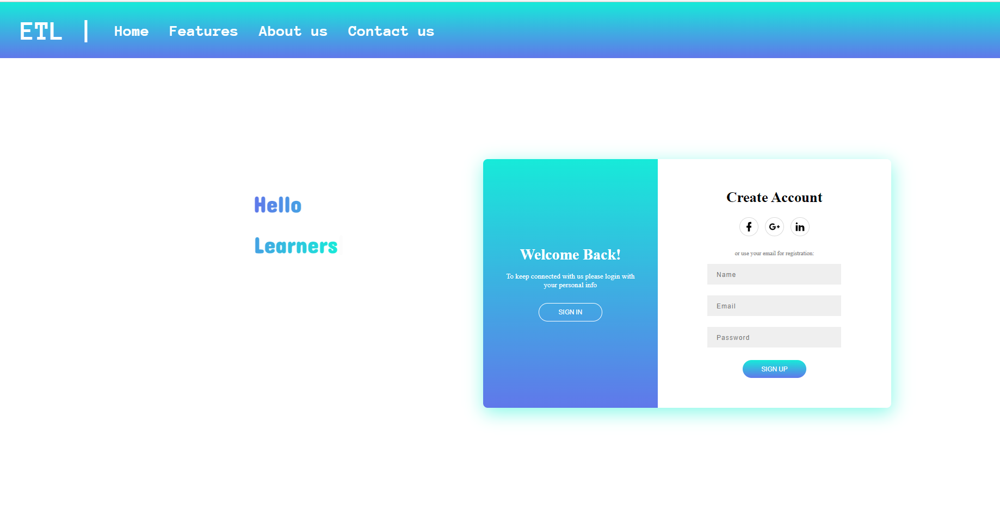 ETL | Home Features About us Contact us
Hello
Learners
Welcome Back!
To keep connected with us please login with
your personal info
SIGN IN
Create Account
f G+ in
or use your email for registration:
Name
Email
Password
SIGN UP